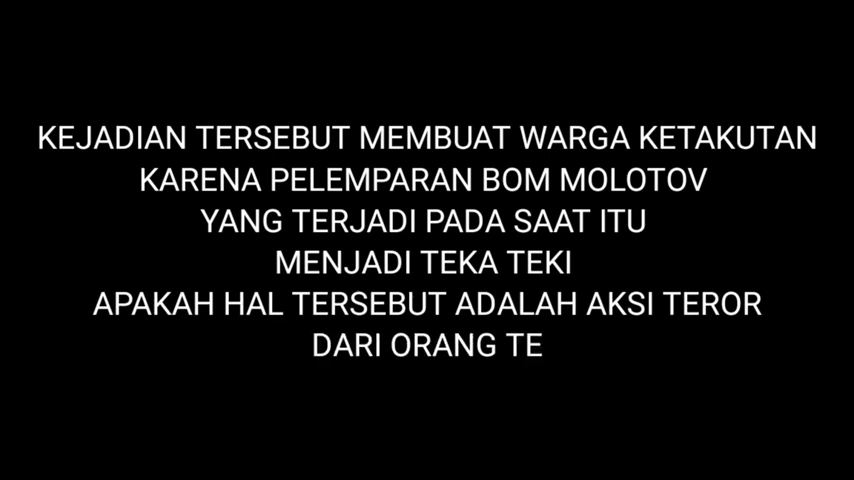 KEJADIAN TERSEBUT MEMBUAT WARGA KETAKUTAN
KARENA PELEMPARAN BOM MOLOTOV
YANG TERJADI PADA SAAT ITU
MENJADI TEKA TEKI
APAKAH HAL TERSEBUT ADALAH AKSI TEROR
DARI ORANG TE